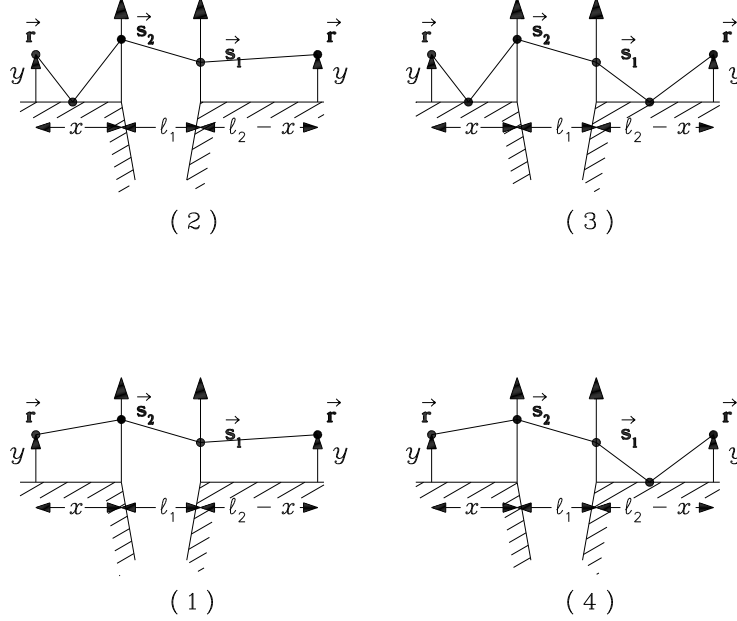 r⃗ s⃗₂ s⃗₁ r⃗
y y
x ℓ₁ ℓ₂ − x
(2)
r⃗ s⃗₂ s⃗₁ r⃗
y y
x ℓ₁ ℓ₂ − x
(3)
r⃗ s⃗₂ s⃗₁ r⃗
y y
x ℓ₁ ℓ₂ − x
(1)
r⃗ s⃗₂ s⃗₁ r⃗
y y
x ℓ₁ ℓ₂ − x
(4)